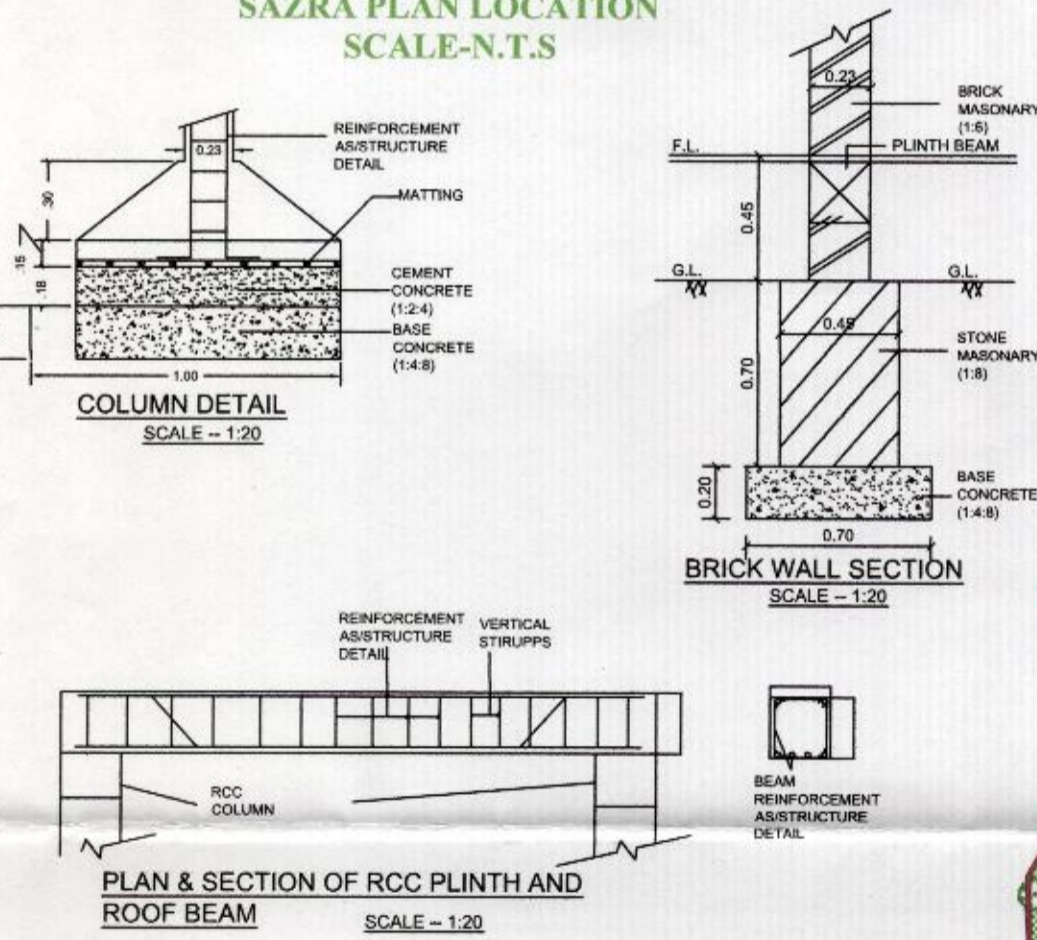 SAZRA PLAN LOCATION
SCALE-N.T.S
REINFORCEMENT
AS/STRUCTURE
DETAIL
0.23
MATTING
.30
.15
.18
CEMENT
CONCRETE
(1:2:4)
BASE
CONCRETE
(1:4:8)
1.00
COLUMN DETAIL
SCALE -- 1:20
0.23
BRICK
MASONARY
(1:6)
F.L.
PLINTH BEAM
0.45
G.L.
G.L.
0.45
STONE
MASONARY
(1:8)
0.70
0.20
BASE
CONCRETE
(1:4:8)
0.70
BRICK WALL SECTION
SCALE -- 1:20
REINFORCEMENT
AS/STRUCTURE
DETAIL
VERTICAL
STIRUPPS
RCC
COLUMN
BEAM
REINFORCEMENT
AS/STRUCTURE
DETAIL
PLAN & SECTION OF RCC PLINTH AND
ROOF BEAM
SCALE -- 1:20